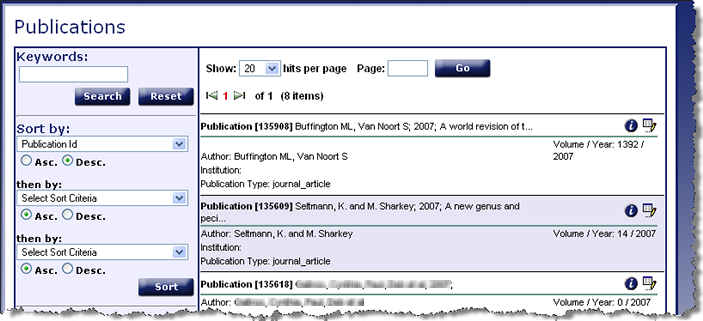 Publications
Keywords:
Search Reset
Sort by:
Publication Id
Asc. Desc.
then by:
Select Sort Criteria
Asc. Desc.
then by:
Select Sort Criteria
Asc. Desc.
Sort
Show: 20 hits per page Page: Go
1 of 1 (8 items)
Publication [135908] Buffington ML, Van Noort S; 2007; A world revision of t...
Author: Buffington ML, Van Noort S
Volume / Year: 1392 /
2007
Institution:
Publication Type: journal_article
Publication [135609] Seltmann, K. and M. Sharkey; 2007; A new genus and
peci...
Author: Seltmann, K. and M. Sharkey
Volume / Year: 14 / 2007
Institution:
Publication Type: journal_article
Publication [135618]
Author:
Volume / Year: 0 / 2007